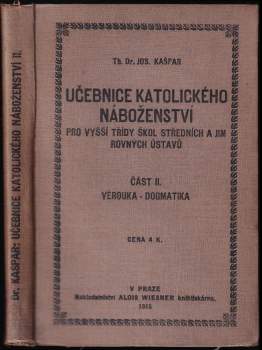 Dr. KAŠPAR: UČEBNICE KATOLICKÉHO NÁBOŽENSTVÍ II.
Th. Dr. JOS. KAŠPAR
UČEBNICE KATOLICKÉHO
NÁBOŽENSTVÍ
PRO VYŠŠÍ TŘÍDY ŠKOL STŘEDNÍCH A JIM
ROVNÝCH ÚSTAVŮ
ČÁST II.
VĚROUKA - DOGMATIKA
CENA 4 K.
V PRAZE
Nakladatelství ALOIS WIESNER knihtiskárna.